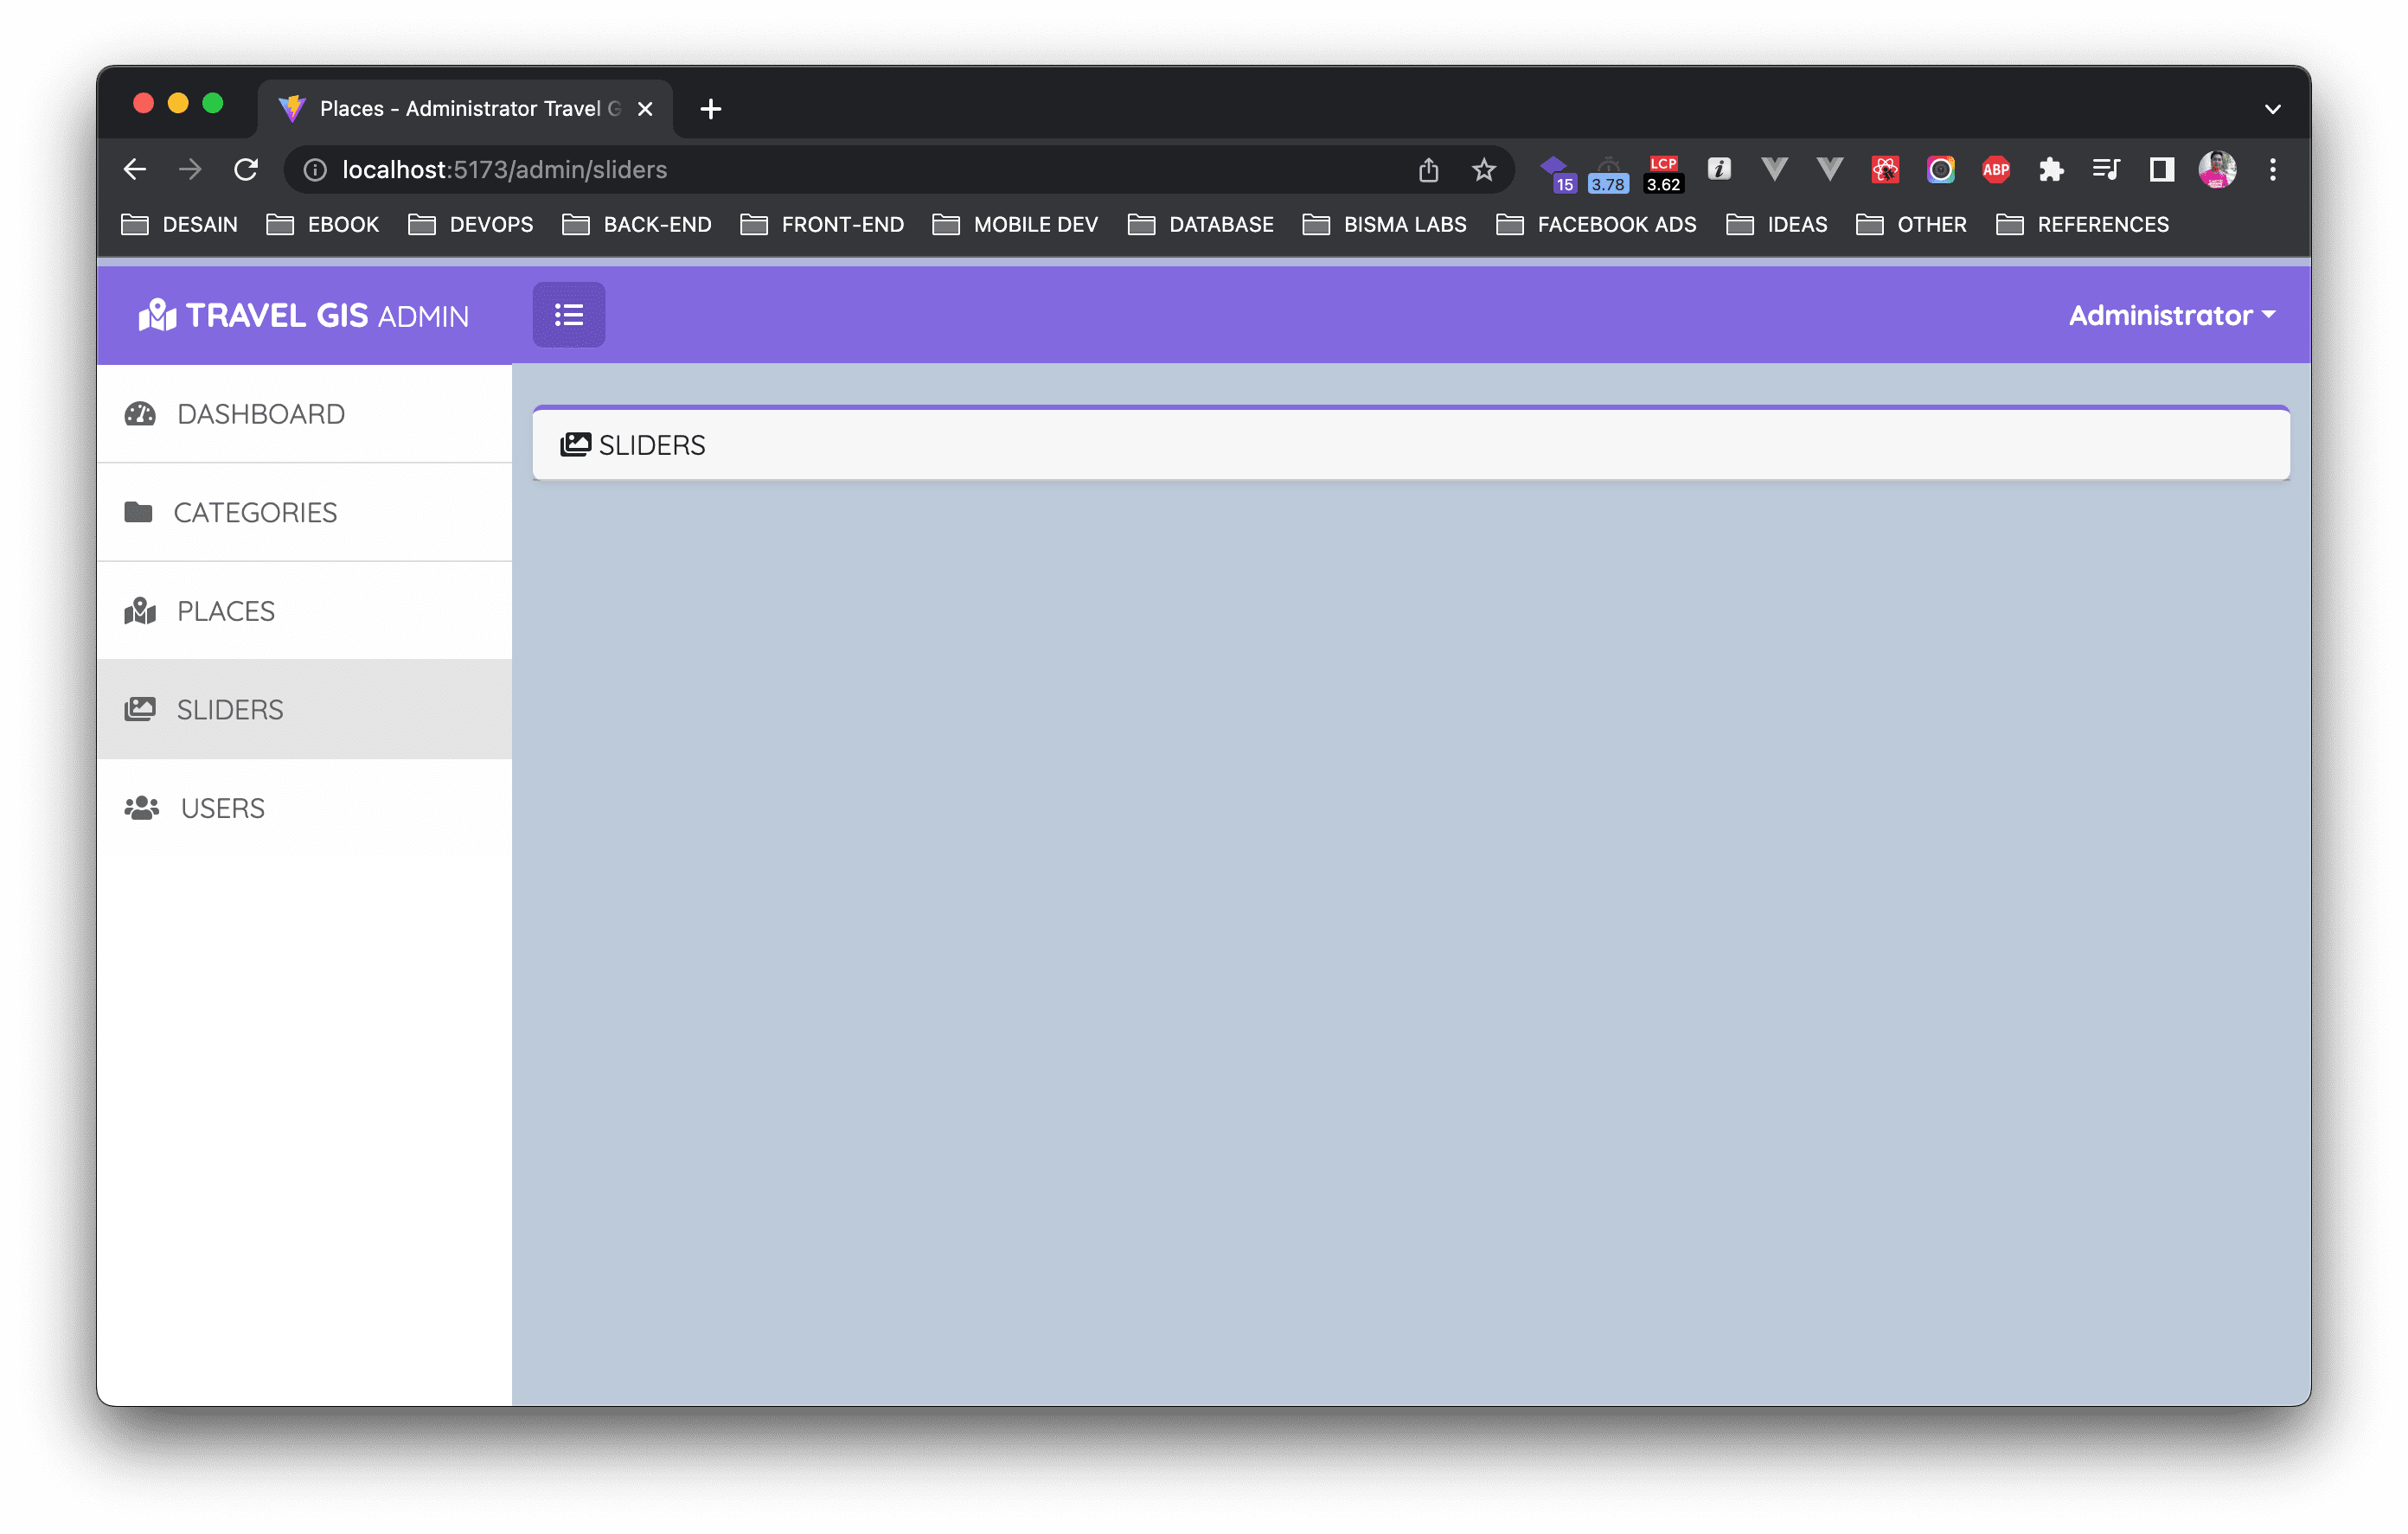 Places - Administrator Travel G
localhost:5173/admin/sliders
15 3.78 LCP 3.62 i ABP
DESAIN EBOOK DEVOPS BACK-END FRONT-END MOBILE DEV DATABASE BISMA LABS FACEBOOK ADS IDEAS OTHER REFERENCES
TRAVEL GIS ADMIN
Administrator
DASHBOARD
CATEGORIES
PLACES
SLIDERS
USERS
SLIDERS